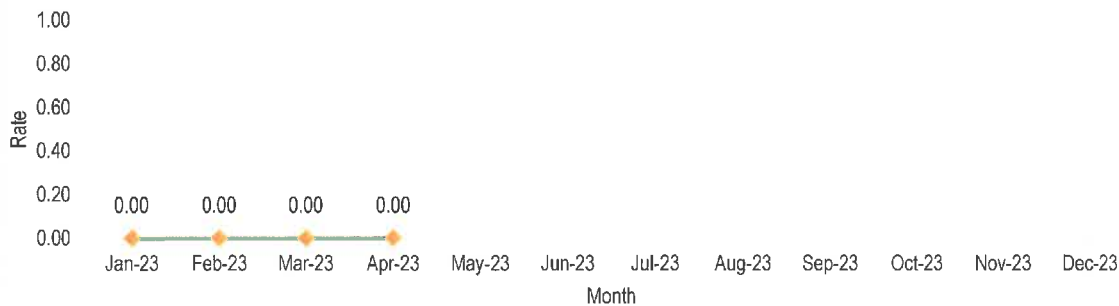 1.00
0.80
0.60
0.40
0.20
0.00
Rate
0.00 0.00 0.00 0.00
Jan-23 Feb-23 Mar-23 Apr-23 May-23 Jun-23 Jul-23 Aug-23 Sep-23 Oct-23 Nov-23 Dec-23
Month